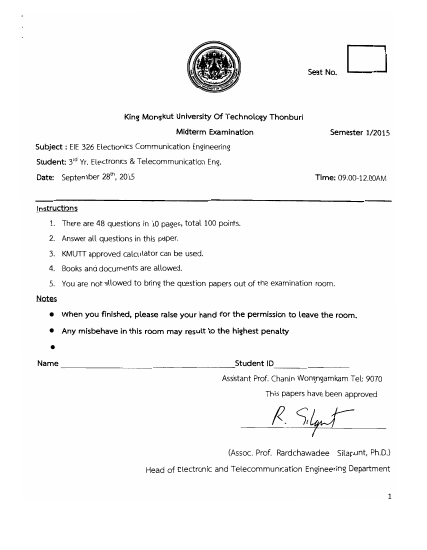 Seat No.
King Mongkut University Of Technology Thonburi
Midterm Examination Semester 1/2015
Subject : EIE 326 Electronics Communication Engineering
Student: 3rd Yr. Electronics & Telecommunication Eng.
Date: September 28th, 2015 Time: 09.00-12.00AM
Instructions
1. There are 48 questions in 10 pages, total 100 points.
2. Answer all questions in this paper.
3. KMUTT approved calculator can be used.
4. Books and documents are allowed.
5. You are not allowed to bring the question papers out of the examination room.
Notes
● When you finished, please raise your hand for the permission to leave the room.
● Any misbehave in this room may result to the highest penalty
●
Name Student ID
Assistant Prof. Chanin Wongngamkam Tel: 9070
This papers have been approved
R. Silapunt
(Assoc. Prof. Rardchawadee Silapunt, Ph.D.)
Head of Electronic and Telecommunication Engineering Department
1